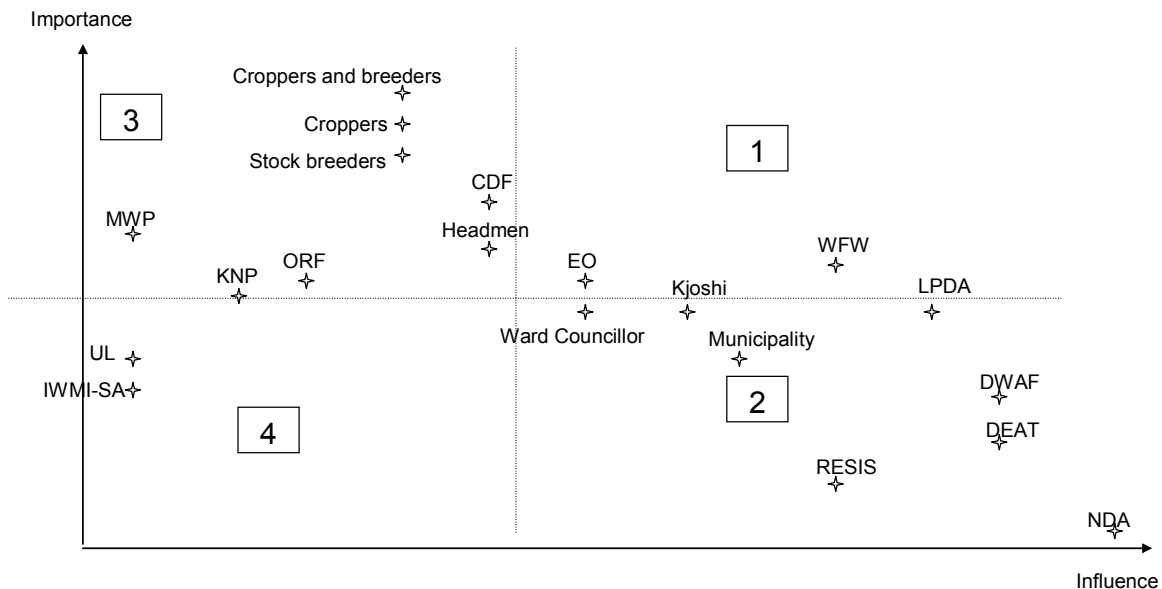 Importance
Croppers and breeders
3
Croppers
1
Stock breeders
CDF
MWP
Headmen
WFW
ORF
EO
KNP
Kjoshi
LPDA
Ward Councillor
Municipality
UL
IWMI-SA
DWAF
2
4
DEAT
RESIS
NDA
Influence